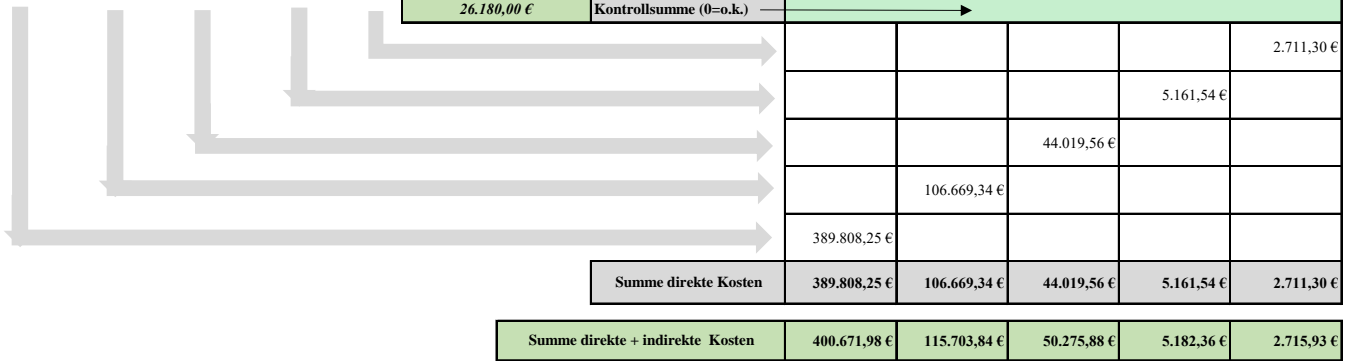 26.180,00 € Kontrollsumme (0=o.k.)
2.711,30 €
5.161,54 €
44.019,56 €
106.669,34 €
389.808,25 €
Summe direkte Kosten 389.808,25 € 106.669,34 € 44.019,56 € 5.161,54 € 2.711,30 €
Summe direkte + indirekte Kosten 400.671,98 € 115.703,84 € 50.275,88 € 5.182,36 € 2.715,93 €